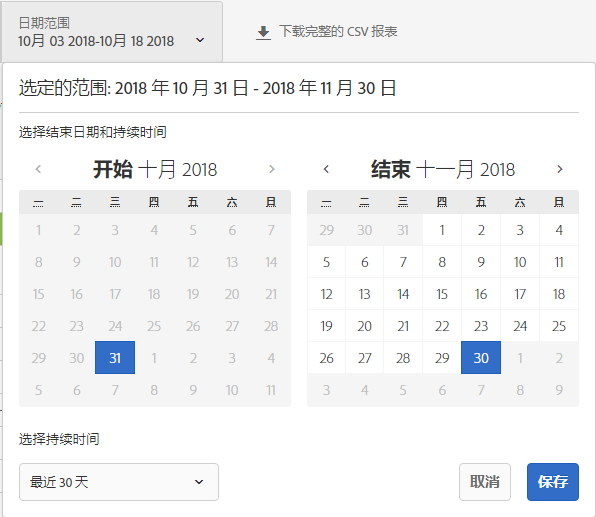 日期范围
10月 03 2018-10月 18 2018
下载完整的 CSV 报表
选定的范围: 2018 年 10 月 31 日 - 2018 年 11 月 30 日
选择结束日期和持续时间
开始 十月 2018
一 二 三 四 五 六 日
1 2 3 4 5 6 7
8 9 10 11 12 13 14
15 16 17 18 19 20 21
22 23 24 25 26 27 28
29 30 31 1 2 3 4
5 6 7 8 9 10 11
结束 十一月 2018
一 二 三 四 五 六 日
29 30 31 1 2 3 4
5 6 7 8 9 10 11
12 13 14 15 16 17 18
19 20 21 22 23 24 25
26 27 28 29 30 1 2
3 4 5 6 7 8 9
选择持续时间
最近 30 天
取消
保存